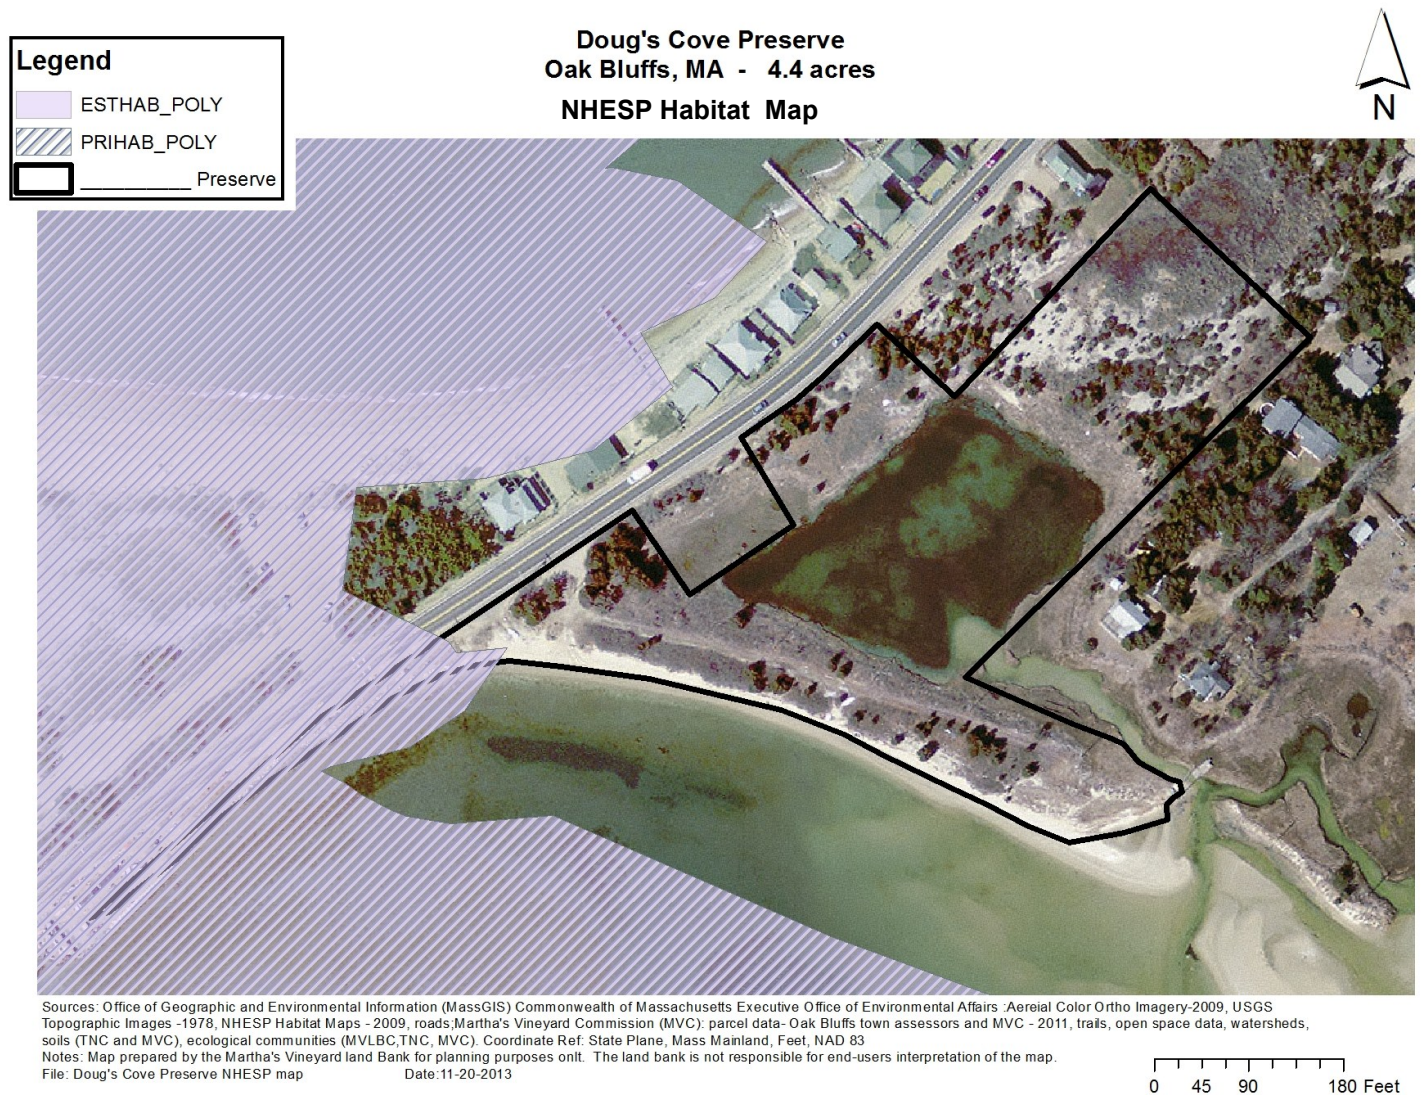 Doug's Cove Preserve
Oak Bluffs, MA - 4.4 acres
NHESP Habitat Map
Legend
ESTHAB_POLY
PRIHAB_POLY
__________ Preserve
N
Sources: Office of Geographic and Environmental Information (MassGIS) Commonwealth of Massachusetts Executive Office of Environmental Affairs :Aereial Color Ortho Imagery-2009, USGS
Topographic Images -1978, NHESP Habitat Maps - 2009, roads;Martha's Vineyard Commission (MVC): parcel data- Oak Bluffs town assessors and MVC - 2011, trails, open space data, watersheds,
soils (TNC and MVC), ecological communities (MVLBC,TNC, MVC). Coordinate Ref: State Plane, Mass Mainland, Feet, NAD 83
Notes: Map prepared by the Martha's Vineyard land Bank for planning purposes onlt. The land bank is not responsible for end-users interpretation of the map.
File: Doug's Cove Preserve NHESP map Date:11-20-2013
0 45 90 180 Feet